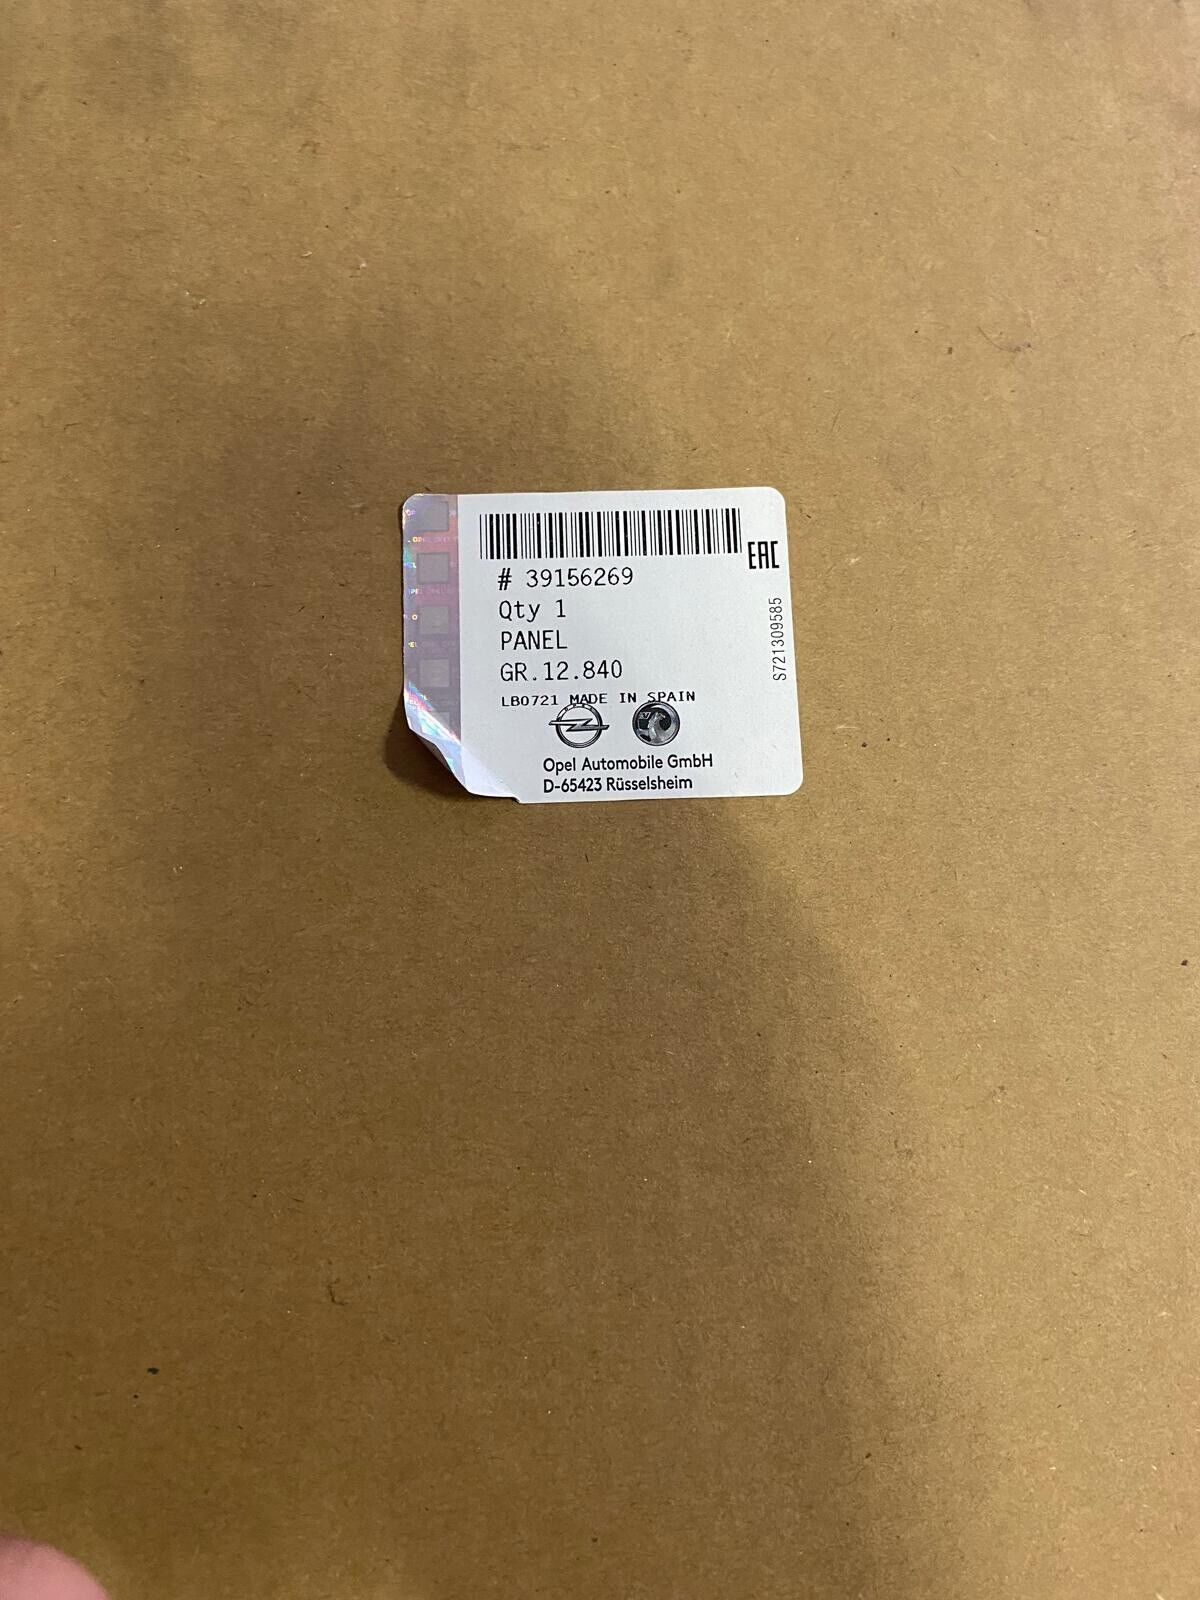 # 39156269
Qty 1
PANEL
GR.12.840
LB0721 MADE IN SPAIN
Opel Automobile GmbH
D-65423 Rüsselsheim
EAC
S721309585